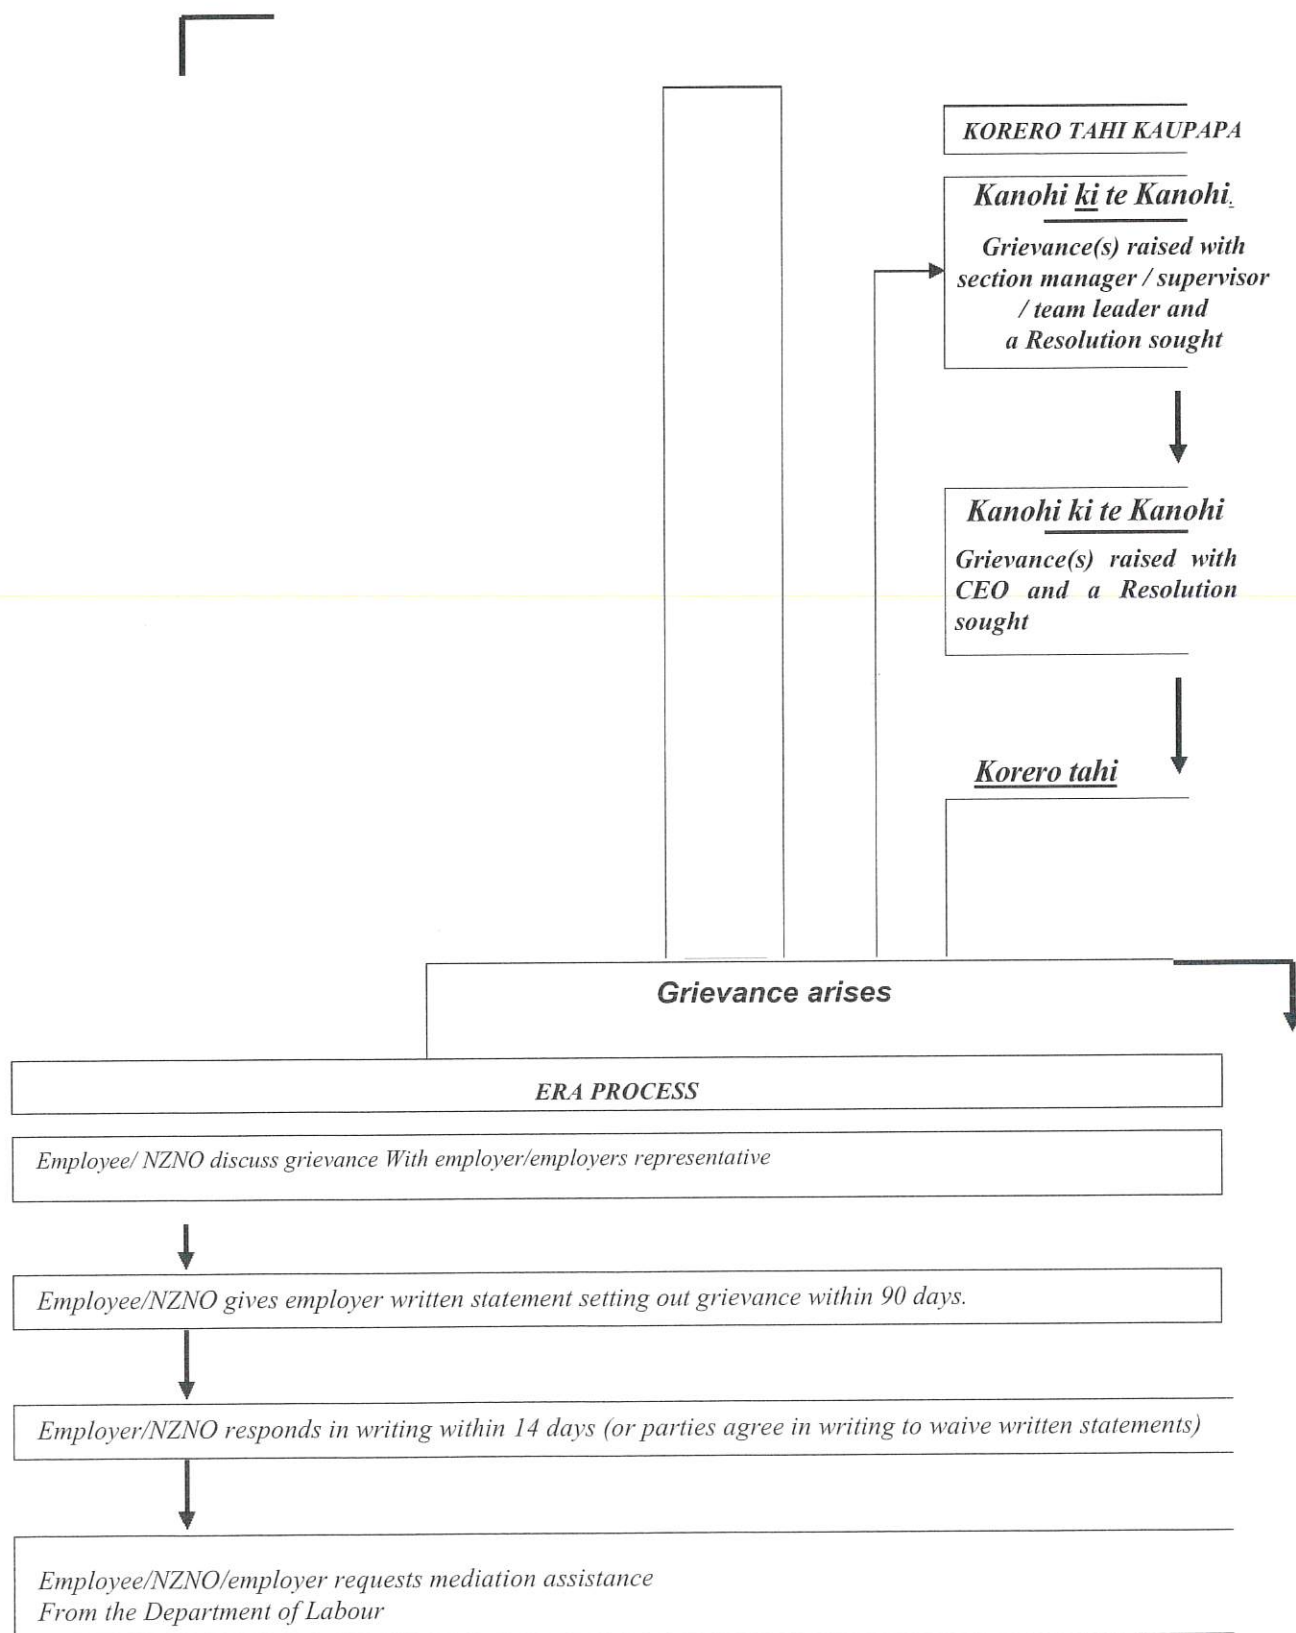 KORERO TAHI KAUPAPA
Kanohi ki te Kanohi.
Grievance(s) raised with
section manager / supervisor
/ team leader and
a Resolution sought
Kanohi ki te Kanohi
Grievance(s) raised with
CEO and a Resolution
sought
Korero tahi
Grievance arises
ERA PROCESS
Employee/ NZNO discuss grievance With employer/employers representative
Employee/NZNO gives employer written statement setting out grievance within 90 days.
Employer/NZNO responds in writing within 14 days (or parties agree in writing to waive written statements)
Employee/NZNO/employer requests mediation assistance
From the Department of Labour